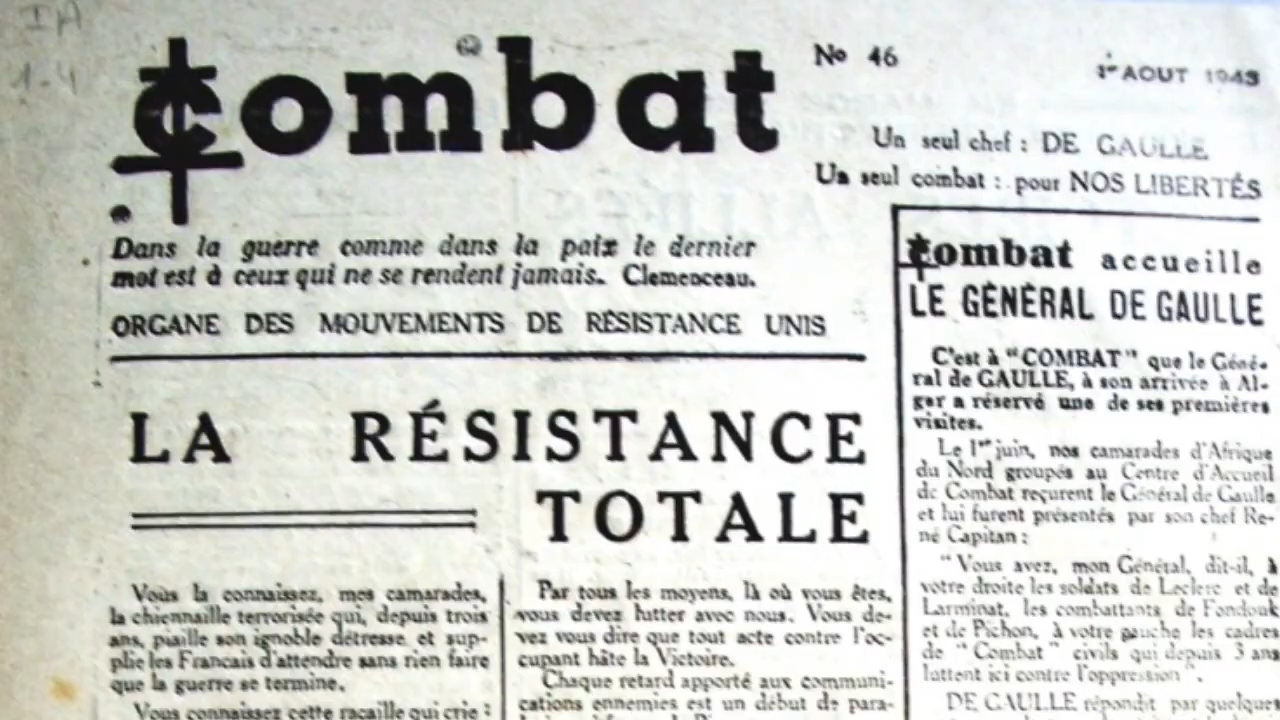 IA
1-4
Combat
No 46
1er AOUT 1943
Un seul chef : DE GAULLE
Un seul combat : pour NOS LIBERTÉS
Dans la guerre comme dans la paix le dernier
mot est à ceux qui ne se rendent jamais. Clemenceau.
ORGANE DES MOUVEMENTS DE RÉSISTANCE UNIS
LA RÉSISTANCE
TOTALE
Vous la connaissez, mes camarades,
la chiennaille terrorisée qui, depuis trois
ans, piaille son ignoble détresse et sup-
plie les Français d'attendre sans rien faire
que la guerre se termine.
Vous connaissez cette racaille qui crie :
Par tous les moyens, là où vous êtes,
vous devez lutter avec nous. Vous de-
vez vous dire que tout acte contre l'oc-
cupant hâte la Victoire.
Chaque retard apporté aux communi-
cations ennemies est un début de para-
Combat accueille
LE GÉNÉRAL DE GAULLE
C'est à "COMBAT" que le Géné-
ral de GAULLE, à son arrivée à Al-
ger a réservé une de ses premières
visites.
Le 1er juin, nos camarades d'Afrique
du Nord groupés au Centre d'Accueil
de Combat reçurent le Général de Gaulle
et lui furent présentés par son chef Re-
né Capitan :
"Vous avez, mon Général, dit-il, à
votre droite les soldats de Leclerc et de
Larminat, les combattants de Fondouk
et de Pichon, à votre gauche les cadres
de "Combat" civils qui depuis 3 ans
luttent ici contre l'oppression".
DE GAULLE répondit par quelques